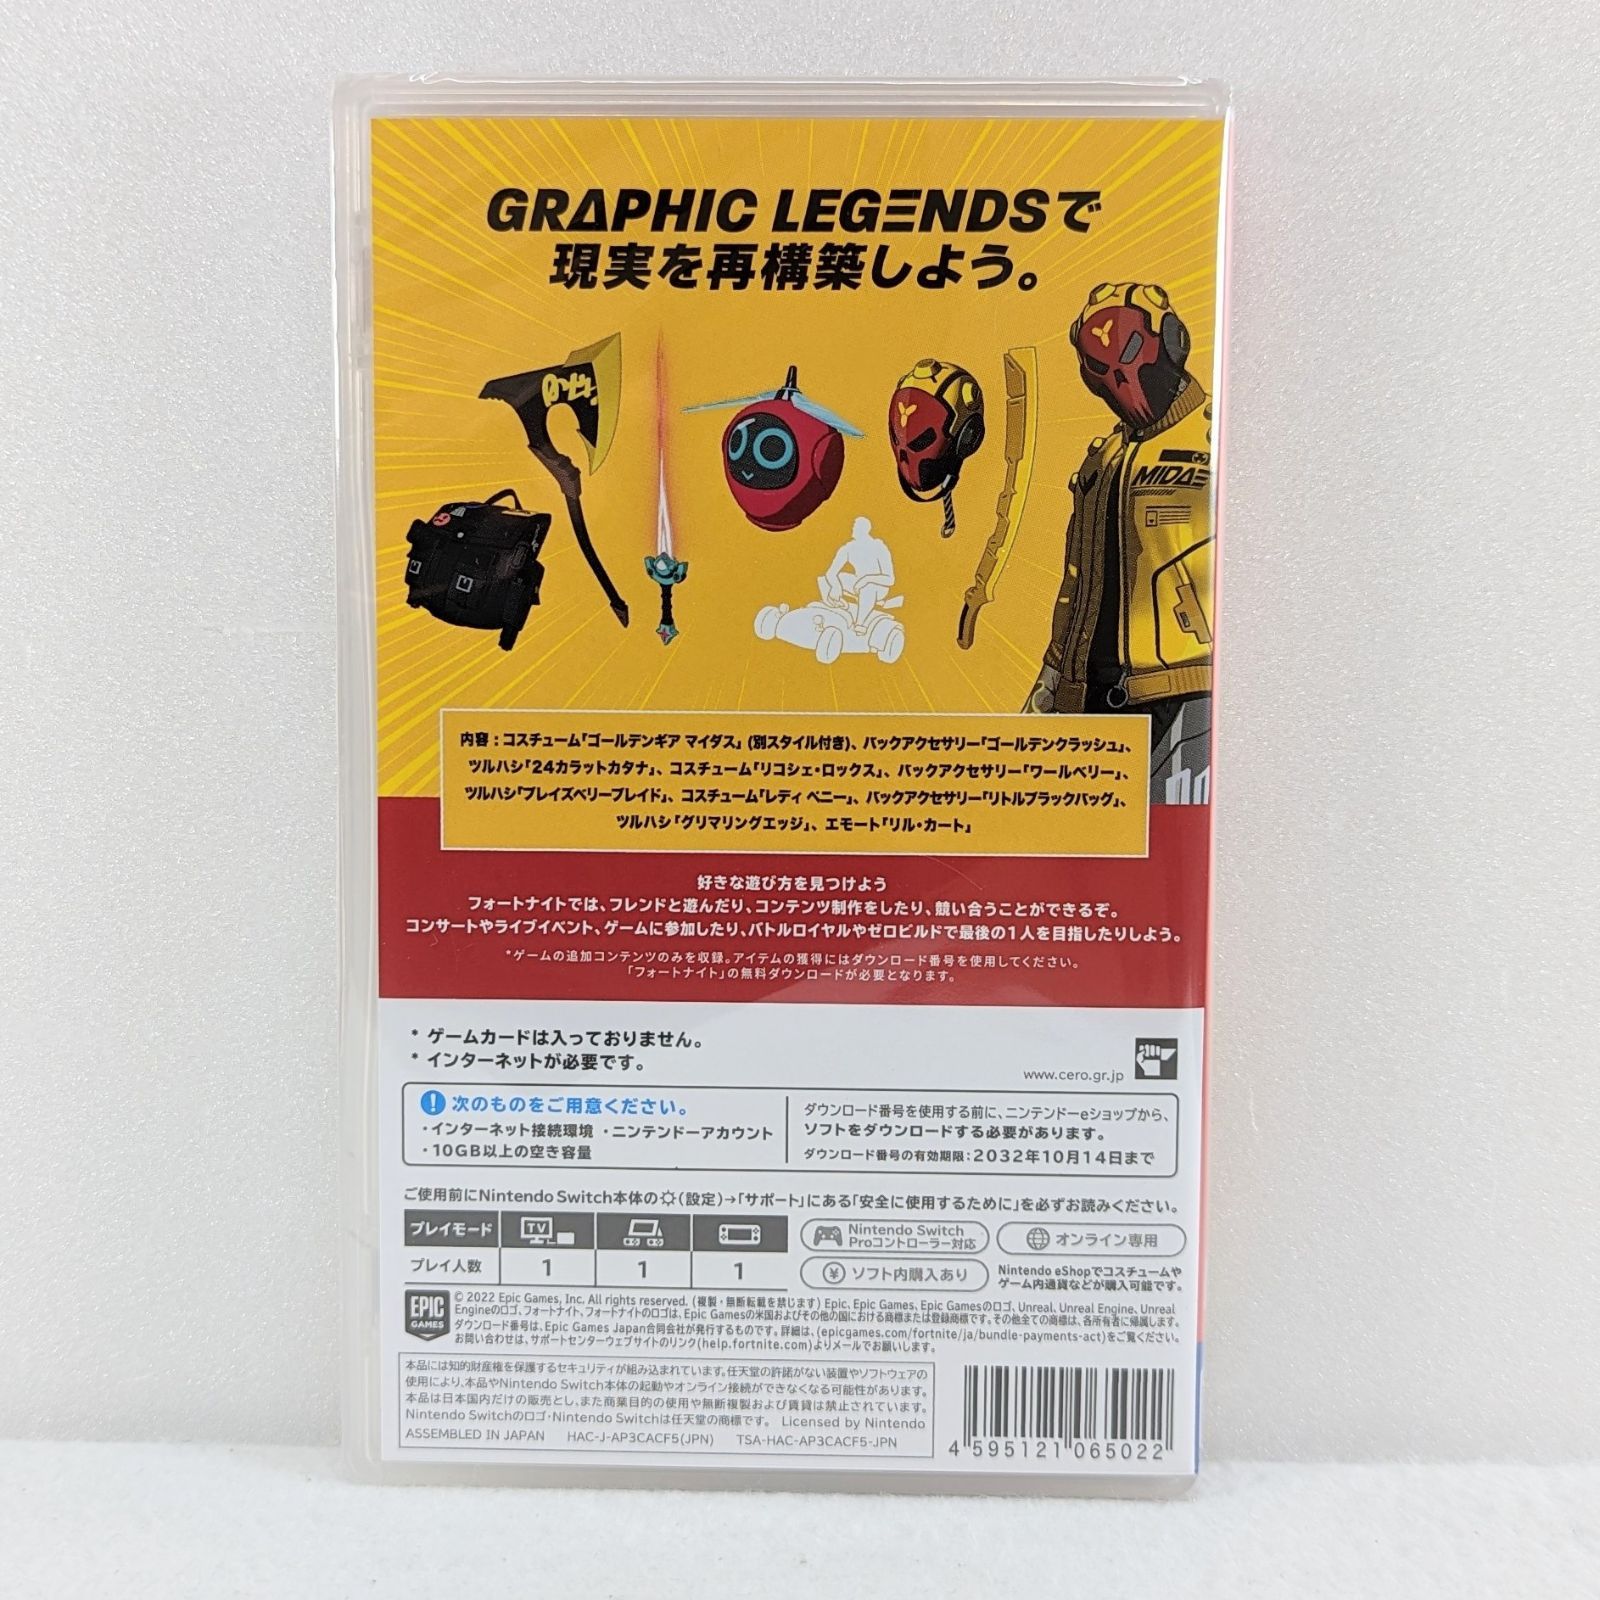 GRAPHIC LEGENDSで
現実を再構築しよう。
MIDAS
内容：コスチューム「ゴールデンギア マイダス」(別スタイル付き)、バックアクセサリー「ゴールデンクラッシュ」、
ツルハシ「24カラットカタナ」、コスチューム「リコシェ・ロックス」、バックアクセサリー「ワールベリー」、
ツルハシ「ブレイズベリーブレイド」、コスチューム「レディ ペニー」、バックアクセサリー「リトルブラックバッグ」、
ツルハシ「グリマリングエッジ」、エモート「リル・カート」
好きな遊び方を見つけよう
フォートナイトでは、フレンドと遊んだり、コンテンツ制作をしたり、競い合うことができるぞ。
コンサートやライブイベント、ゲームに参加したり、バトルロイヤルやゼロビルドで最後の1人を目指したりしよう。
*ゲームの追加コンテンツのみを収録。アイテムの獲得にはダウンロード番号を使用してください。
「フォートナイト」の無料ダウンロードが必要となります。
* ゲームカードは入っておりません。
* インターネットが必要です。
www.cero.gr.jp
! 次のものをご用意ください。
・インターネット接続環境 ・ニンテンドーアカウント
・10GB以上の空き容量
ダウンロード番号を使用する前に、ニンテンドーeショップから、
ソフトをダウンロードする必要があります。
ダウンロード番号の有効期限：2032年10月14日まで
ご使用前にNintendo Switch本体の(設定)→「サポート」にある「安全に使用するために」を必ずお読みください。
プレイモード TV
プレイ人数 1 1 1
Nintendo Switch
Proコントローラー対応
オンライン専用
¥ ソフト内購入あり
Nintendo eShopでコスチュームや
ゲーム内通貨などが購入可能です。
EPIC
GAMES
© 2022 Epic Games, Inc. All rights reserved. (複製・無断転載を禁じます) Epic、Epic Games、Epic Gamesのロゴ、Unreal、Unreal Engine、Unreal
Engineのロゴ、フォートナイト、フォートナイトのロゴは、Epic Gamesの米国およびその他の国における商標または登録商標です。その他全ての商標は、各所有者に帰属します。
ダウンロード番号は、Epic Games Japan合同会社が発行するものです。詳細は、(epicgames.com/fortnite/ja/bundle-payments-act)をご覧ください。
お問い合わせは、サポートセンターウェブサイトのリンク(help.fortnite.com)よりメールでお願いします。
本品には知的財産権を保護するセキュリティが組み込まれています。任天堂の許諾がない装置やソフトウェアの
使用により、本品やNintendo Switch本体の起動やオンライン接続ができなくなる可能性があります。
本品は日本国内だけの販売とし、また商業目的の使用や無断複製および賃貸は禁止されています。
Nintendo Switchのロゴ・Nintendo Switchは任天堂の商標です。 Licensed by Nintendo
ASSEMBLED IN JAPAN HAC-J-AP3CACF5(JPN) TSA-HAC-AP3CACF5-JPN
4 595121 065022